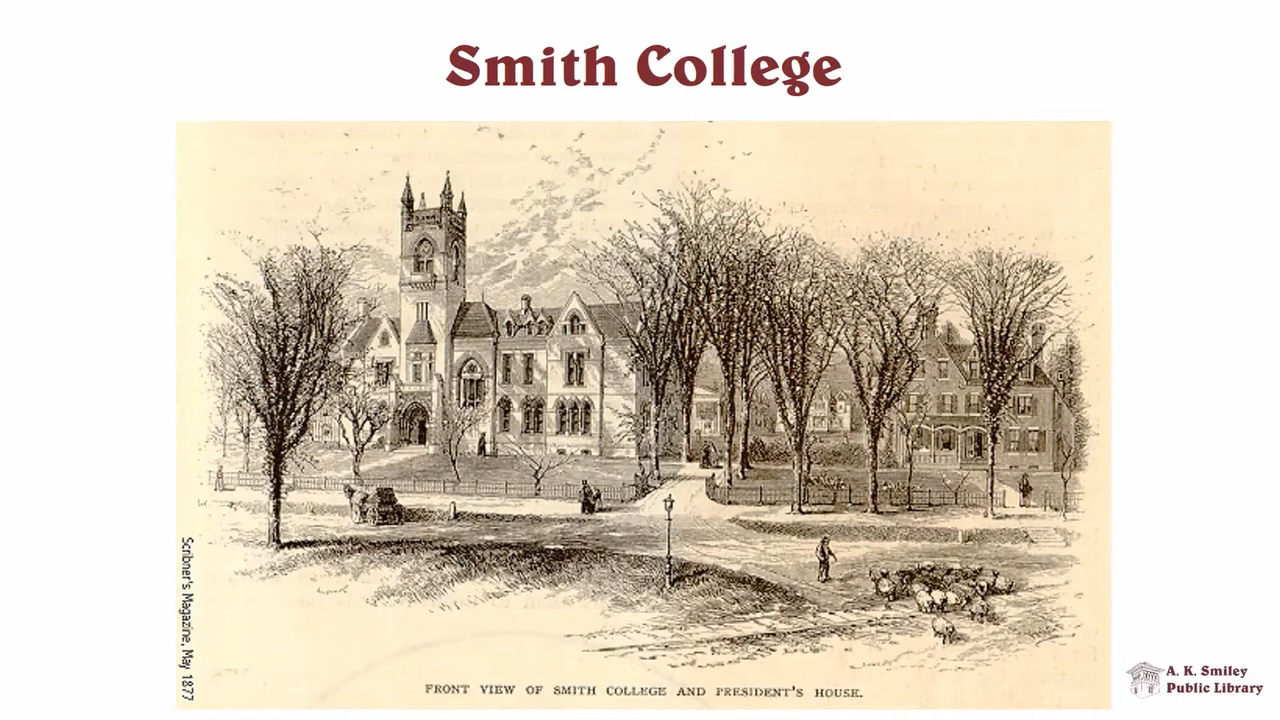 Smith College
Scribner's Magazine, May 1877
FRONT VIEW OF SMITH COLLEGE AND PRESIDENT'S HOUSE.
A. K. Smiley
Public Library